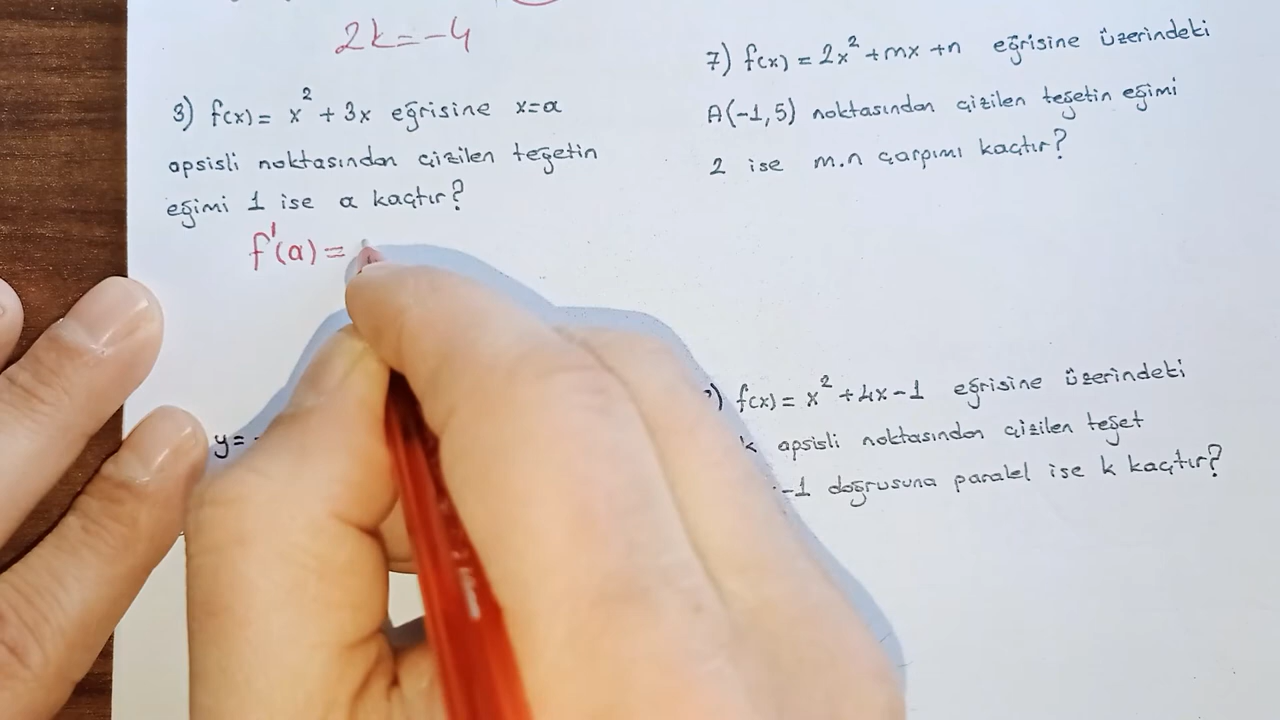 2k = -4
3) f(x) = x² + 3x eğrisine x=a
apsisli noktasından çizilen teğetin
eğimi 1 ise a kaçtır?
f'(a) =
y=
7) f(x) = 2x² + mx + n eğrisine üzerindeki
A(-1, 5) noktasından çizilen teğetin eğimi
2 ise m.n çarpımı kaçtır?
) f(x) = x² + 4x - 1 eğrisine üzerindeki
k apsisli noktasından çizilen teğet
-1 doğrusuna paralel ise k kaçtır?